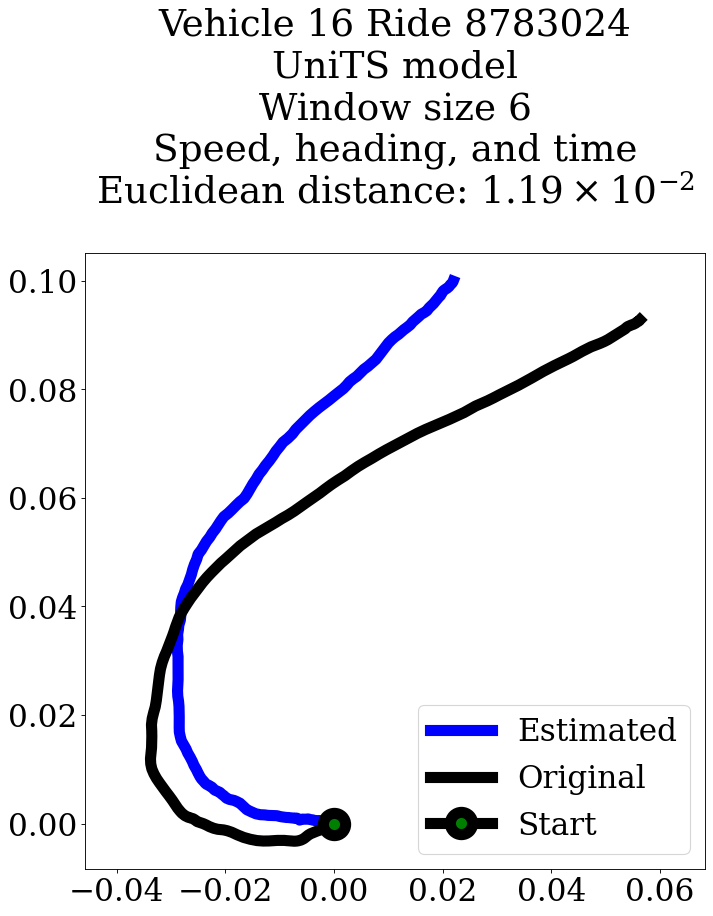 Vehicle 16 Ride 8783024
UniTS model
Window size 6
Speed, heading, and time
Euclidean distance: 1.19 × 10⁻²
0.10
0.08
0.06
0.04
0.02
0.00
Estimated
Original
Start
−0.04 −0.02 0.00 0.02 0.04 0.06